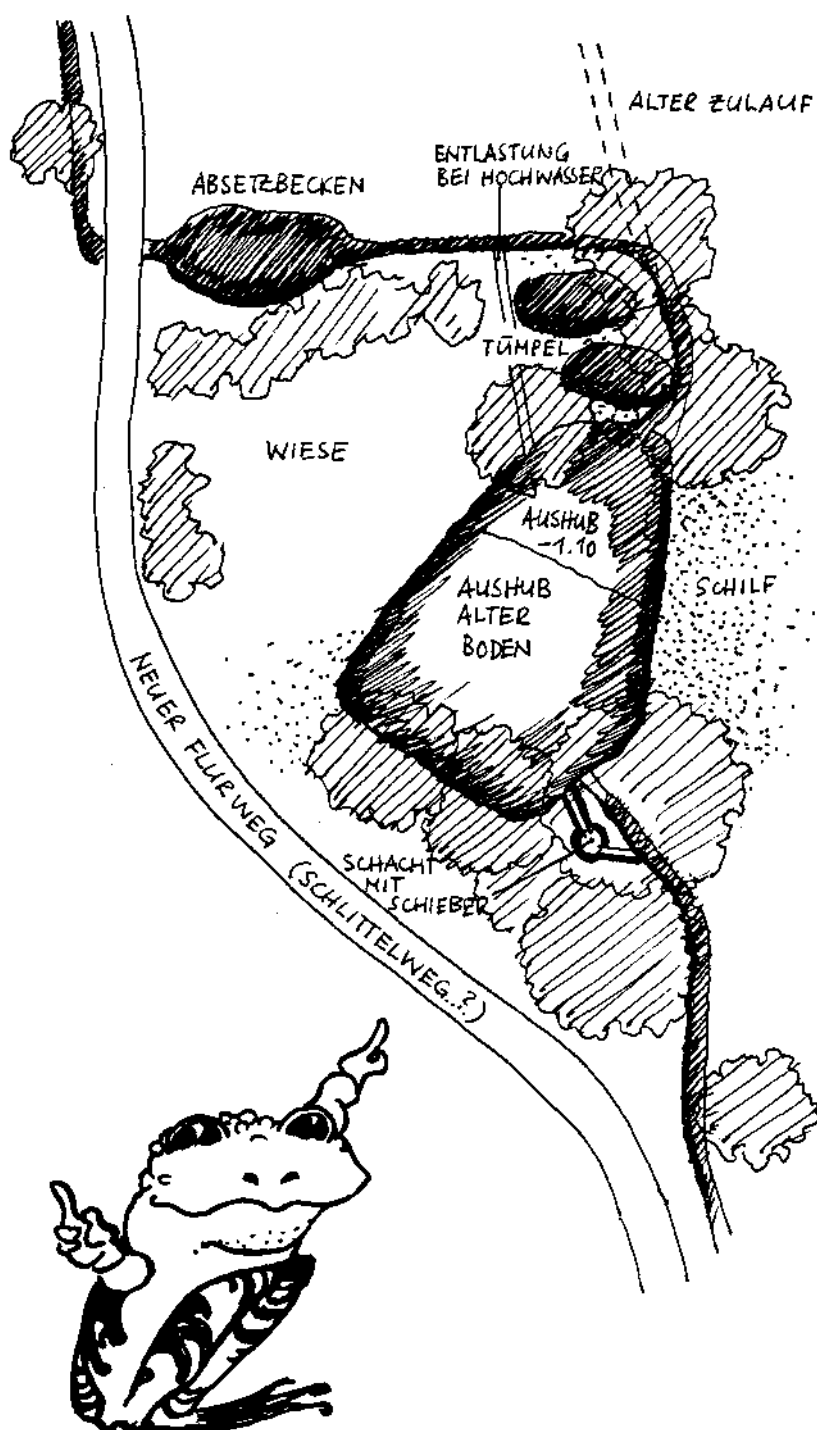 ALTER ZULAUF
ENTLASTUNG
BEI HOCHWASSER
ABSETZBECKEN
TÜMPEL
WIESE
AUSHUB
-1.10
AUSHUB
ALTER
BODEN
SCHILF
NEUER FLURWEG (SCHLITTELWEG..?)
SCHACHT
MIT
SCHIEBER